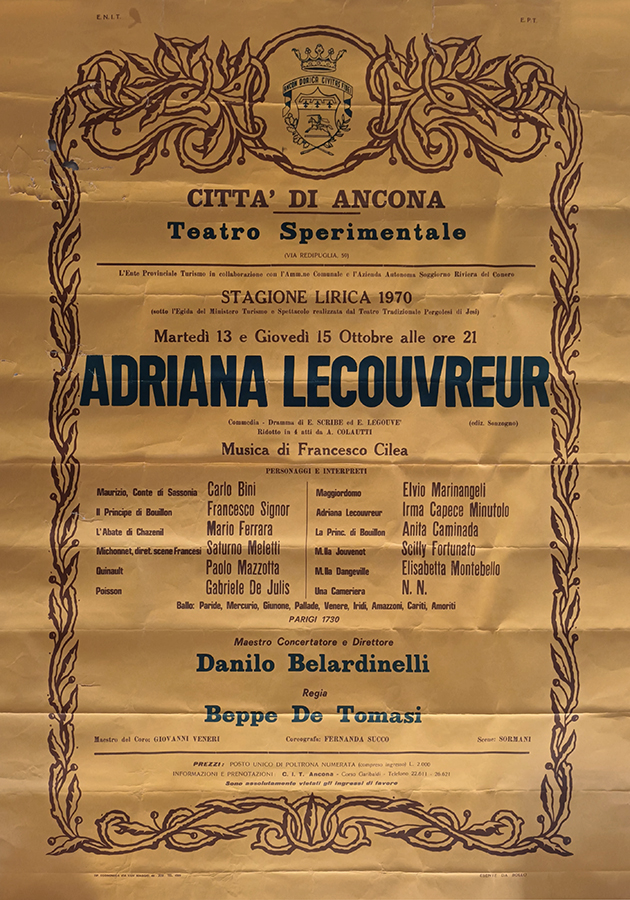 E.N.I.T.
E.P.T.
CITTA' DI ANCONA
Teatro Sperimentale
(VIA REDIPUGLIA, 59)
L'Ente Provinciale Turismo in collaborazione con l'Amm.ne Comunale e l'Azienda Autonoma Soggiorno Riviera del Conero
STAGIONE LIRICA 1970
(sotto l'Egida del Ministero Turismo e Spettacolo realizzata dal Teatro Tradizionale Pergolesi di Jesi)
Martedì 13 e Giovedì 15 Ottobre alle ore 21
ADRIANA LECOUVREUR
Commedia - Dramma di E. SCRIBE ed E. LEGOUVE'
(ediz. Sonzogno)
Ridotto in 4 atti da A. COLAUTTI
Musica di Francesco Cilea
PERSONAGGI E INTERPRETI
Maurizio, Conte di Sassonia Carlo Bini
Il Principe di Bouillon Francesco Signor
L'Abate di Chazenil Mario Ferrara
Michonnet, diret. scene Francesi Saturno Meletti
Quinault Paolo Mazzotta
Poisson Gabriele De Julis
Maggiordomo Elvio Marinangeli
Adriana Lecouvreur Irma Capece Minutolo
La Princ. di Bouillon Anita Caminada
M.lla Jouvenot Scilly Fortunato
M.lla Dangeville Elisabetta Montebello
Una Cameriera N. N.
Ballo: Paride, Mercurio, Giunone, Pallade, Venere, Iridi, Amazzoni, Cariti, Amoriti
PARIGI 1730
Maestro Concertatore e Direttore
Danilo Belardinelli
Regia
Beppe De Tomasi
Maestro del Coro: GIOVANNI VENERI
Coreografa: FERNANDA SUCCO
Scene: SORMANI
PREZZI: POSTO UNICO DI POLTRONA NUMERATA (compreso ingresso) L. 2.000
INFORMAZIONI E PRENOTAZIONI: C. I. T. Ancona - Corso Garibaldi - Telefono 22.611 - 26.621
Sono assolutamente vietati gli ingressi di favore